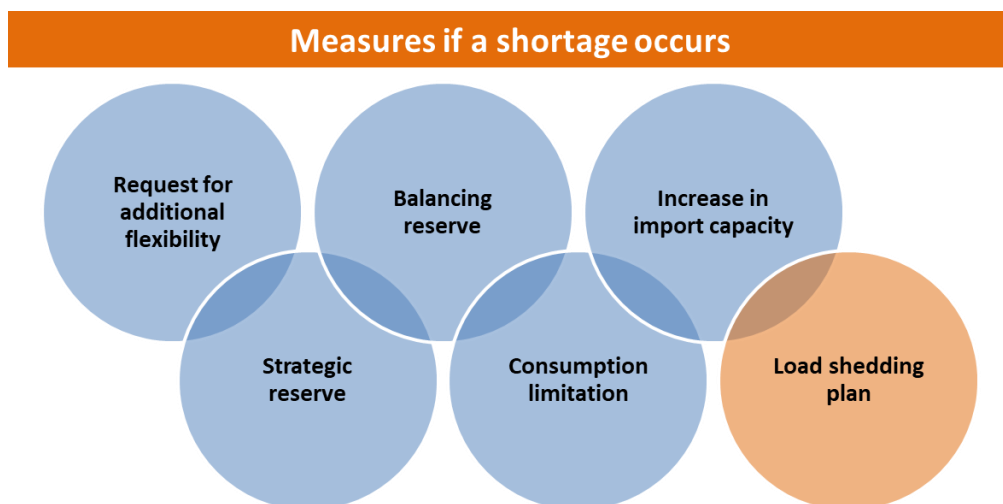 Measures if a shortage occurs
Request for
additional
flexibility
Strategic
reserve
Balancing
reserve
Consumption
limitation
Increase in
import capacity
Load shedding
plan